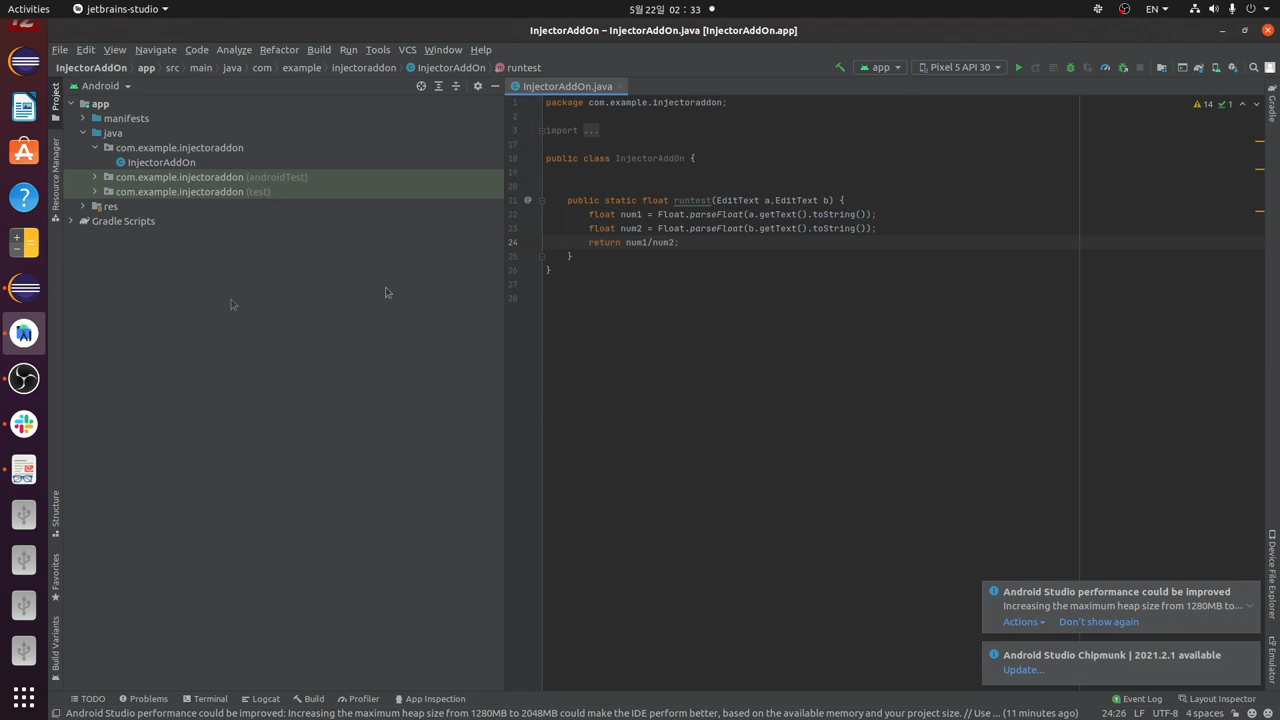 Activities
jetbrains-studio
5월22일 02 : 33
EN
InjectorAddOn – InjectorAddOn.java [InjectorAddOn.app]
File Edit View Navigate Code Analyze Refactor Build Run Tools VCS Window Help
InjectorAddOn app src main java com example injectoraddon InjectorAddOn runtest
app
Pixel 5 API 30
Project
Resource Manager
Structure
Favorites
Build Variants
Android
app
manifests
java
com.example.injectoraddon
InjectorAddOn
com.example.injectoraddon (androidTest)
com.example.injectoraddon (test)
res
Gradle Scripts
InjectorAddOn.java
14 1
1 package com.example.injectoraddon;
2
3 import ...
17
18 public class InjectorAddOn {
19
20
21 public static float runtest(EditText a,EditText b) {
22 float num1 = Float.parseFloat(a.getText().toString());
23 float num2 = Float.parseFloat(b.getText().toString());
24 return num1/num2;
25 }
26 }
27
28
Gradle
Device File Explorer
Emulator
Android Studio performance could be improved
Increasing the maximum heap size from 1280MB to...
Actions Don't show again
Android Studio Chipmunk | 2021.2.1 available
Update...
TODO Problems Terminal Logcat Build Profiler App Inspection
Event Log Layout Inspector
Android Studio performance could be improved: Increasing the maximum heap size from 1280MB to 2048MB could make the IDE perform better, based on the available memory and your project size. // Use ... (11 minutes ago)
24:26 LF UTF-8 4 spaces